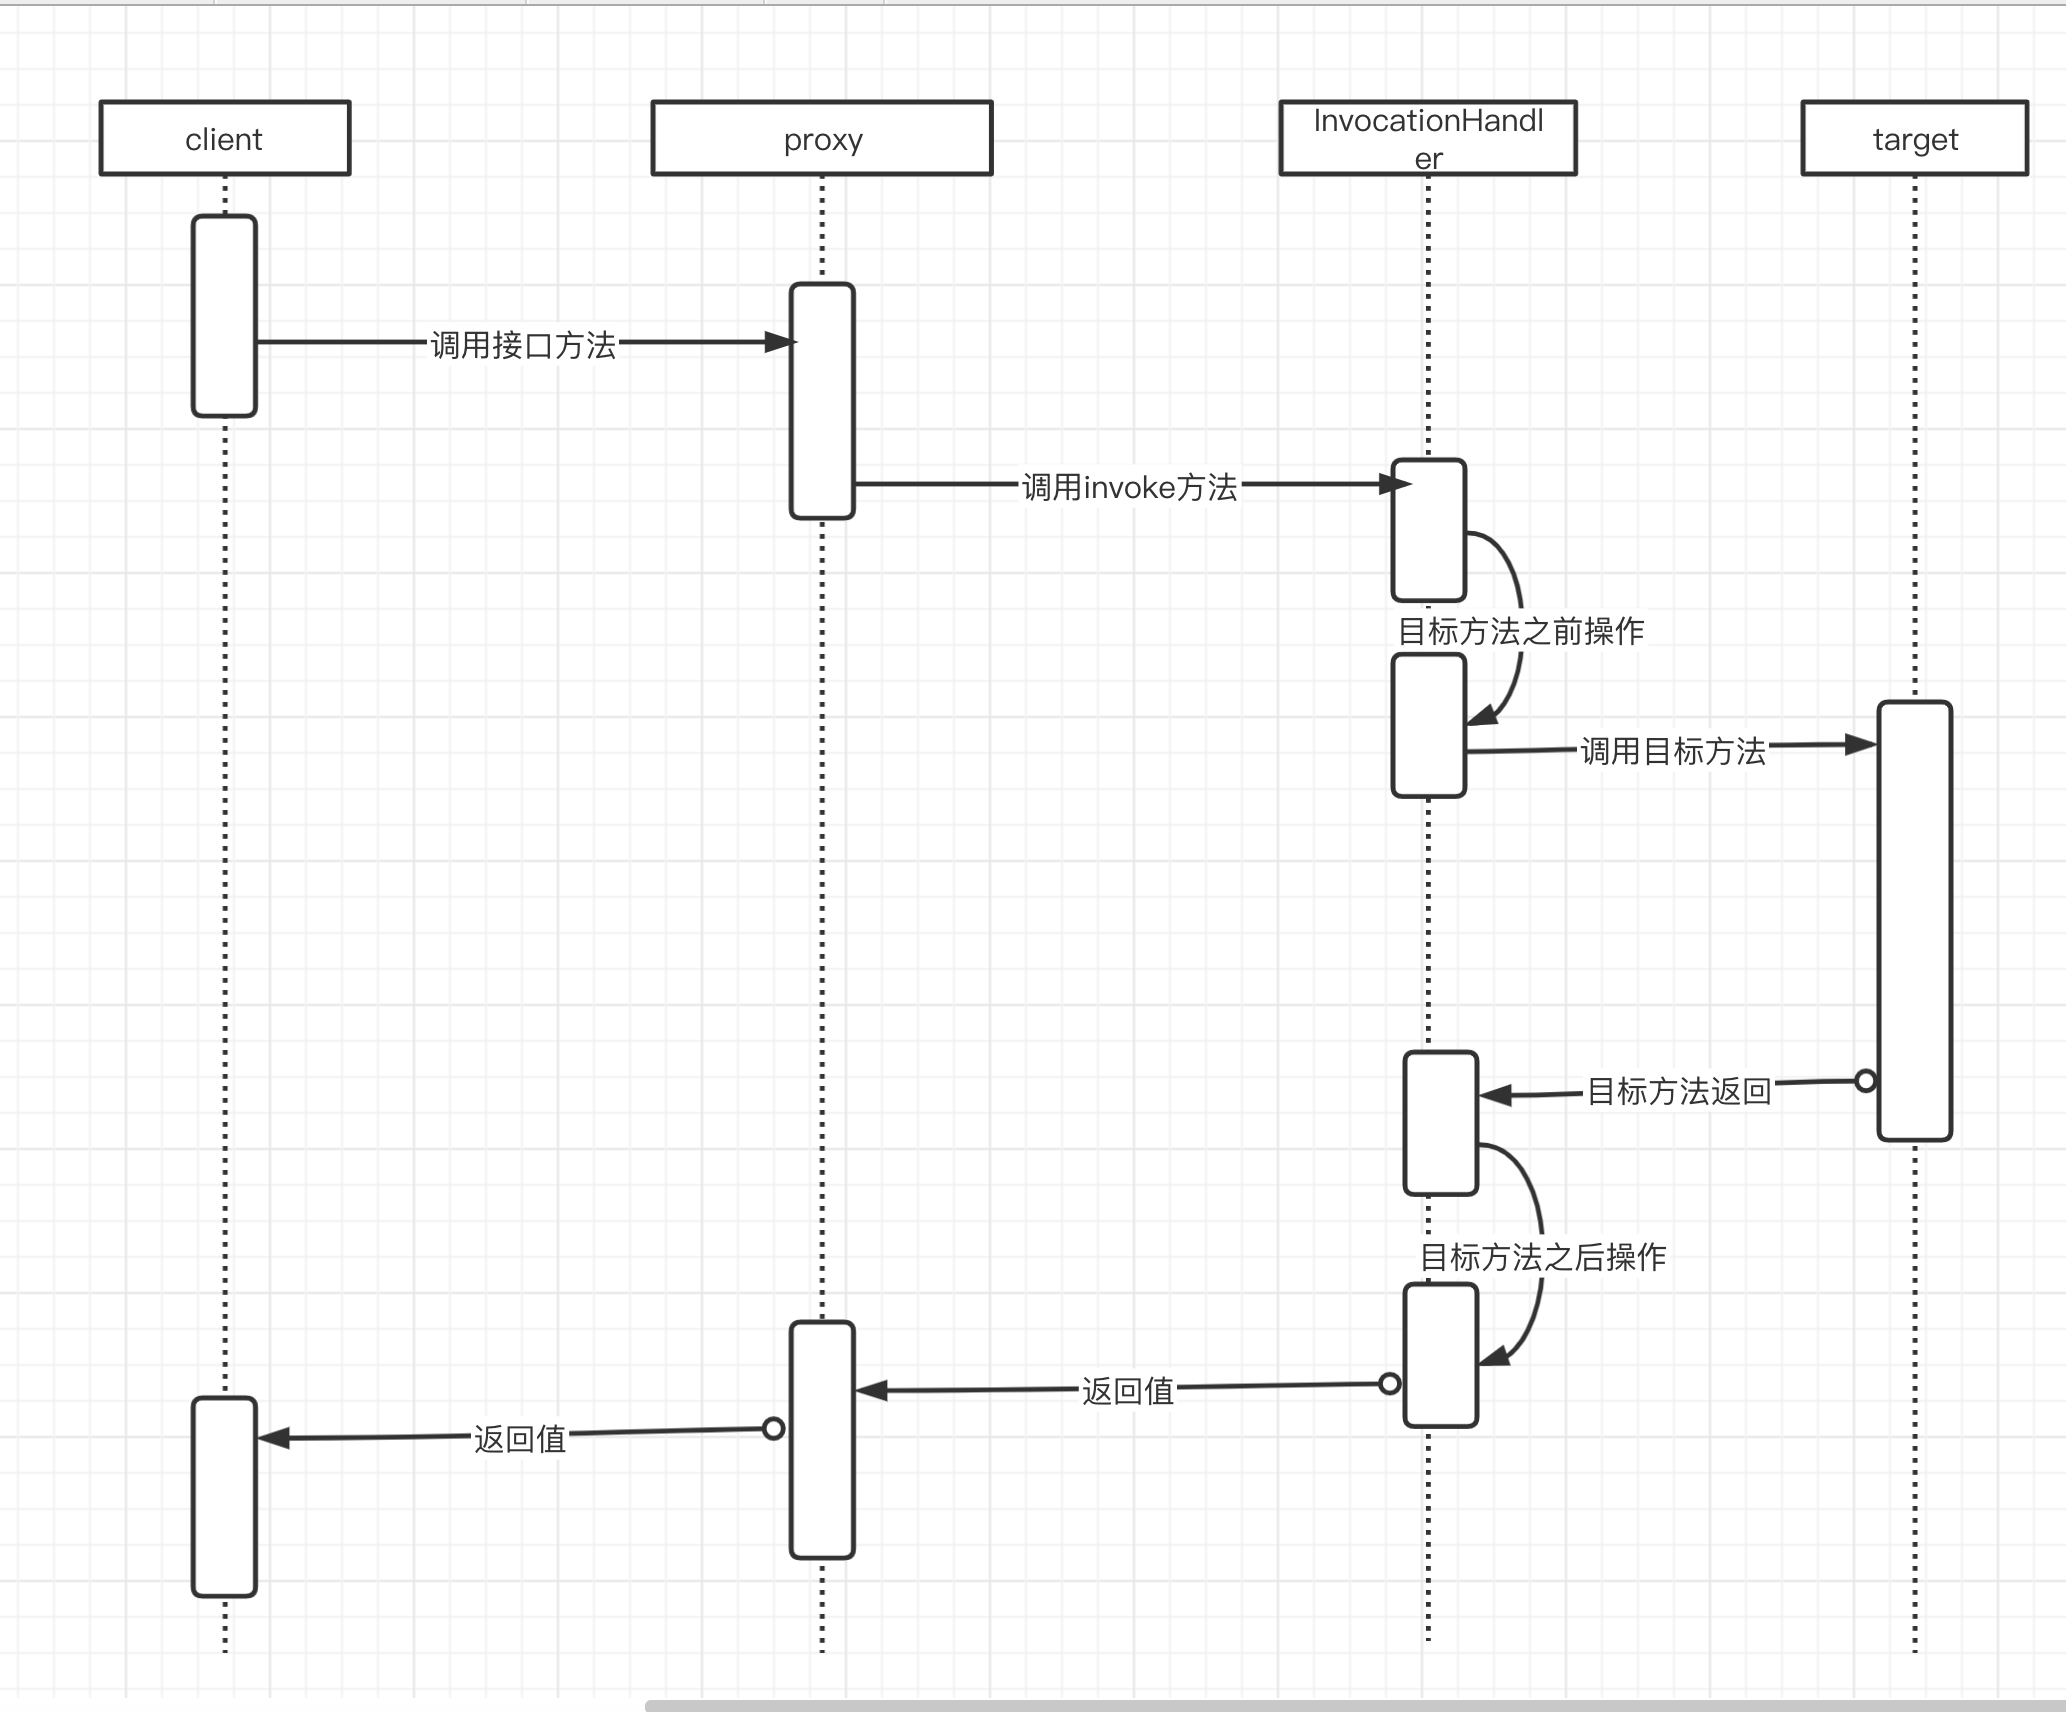 client
proxy
InvocationHandl
er
target
调用接口方法
调用invoke方法
目标方法之前操作
调用目标方法
目标方法返回
目标方法之后操作
返回值
返回值